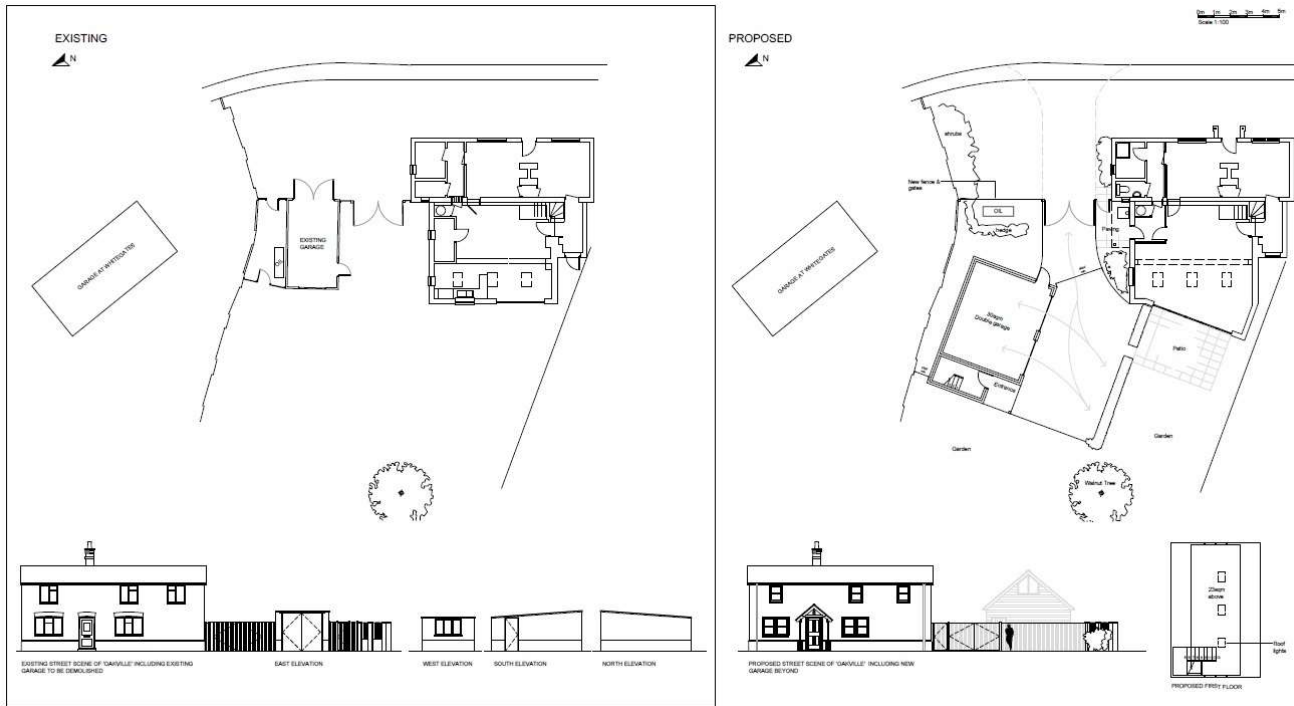 EXISTING
N
GARAGE AT WHITEGATES
EXISTING
GARAGE
OIL
EXISTING STREET SCENE OF 'OAKVILLE' INCLUDING EXISTING
GARAGE TO BE DEMOLISHED
EAST ELEVATION
WEST ELEVATION
SOUTH ELEVATION
NORTH ELEVATION
PROPOSED
N
0m 1m 2m 3m 4m 5m
Scale 1:100
shrubs
New fence &
gates
OIL
hedge
Paving
GARAGE AT WHITEGATES
30sqm
Double garage
Entrance
Patio
Garden
Garden
Walnut Tree
PROPOSED STREET SCENE OF 'OAKVILLE' INCLUDING NEW
GARAGE BEYOND
23sqm
above
Roof
lights
PROPOSED FIRST FLOOR